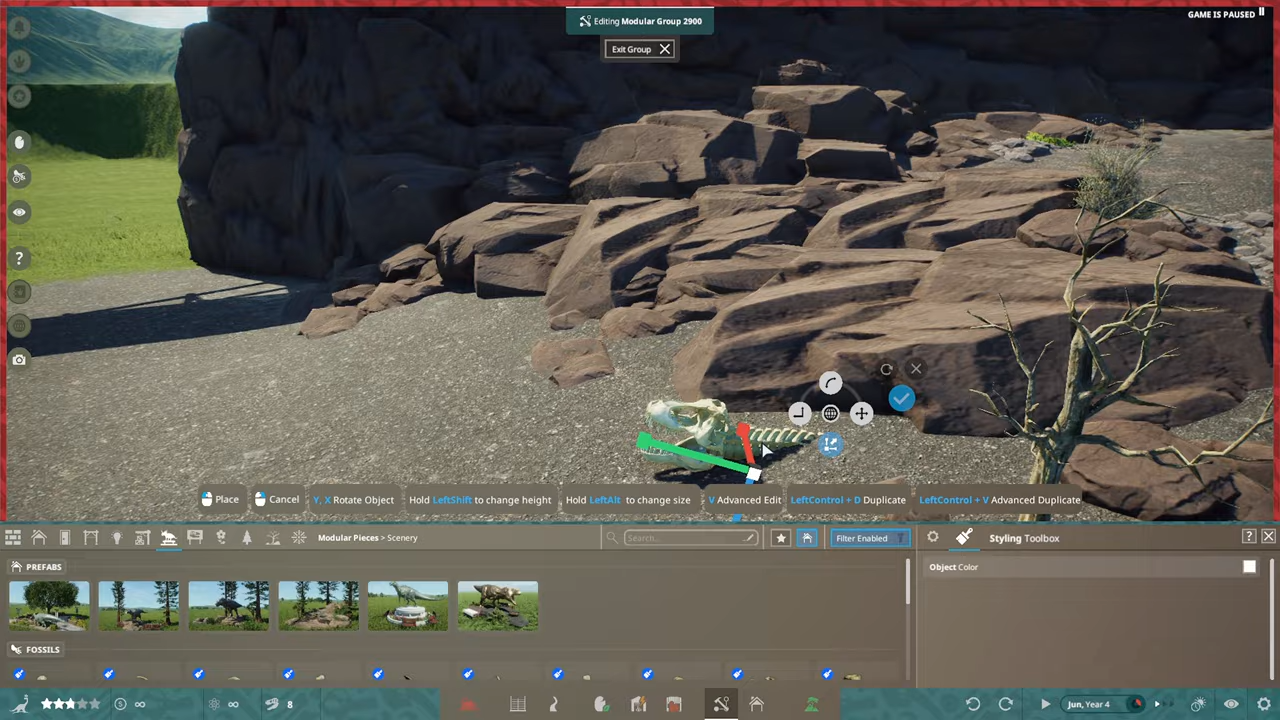 Editing Modular Group 2900
GAME IS PAUSED
Exit Group
Place
Cancel
Y, X Rotate Object
Hold LeftShift to change height
Hold LeftAlt to change size
V Advanced Edit
LeftControl + D Duplicate
LeftControl + V Advanced Duplicate
Modular Pieces > Scenery
Search...
Filter Enabled
Styling Toolbox
?
PREFABS
Object Color
FOSSILS
∞
∞
8
Jun, Year 4